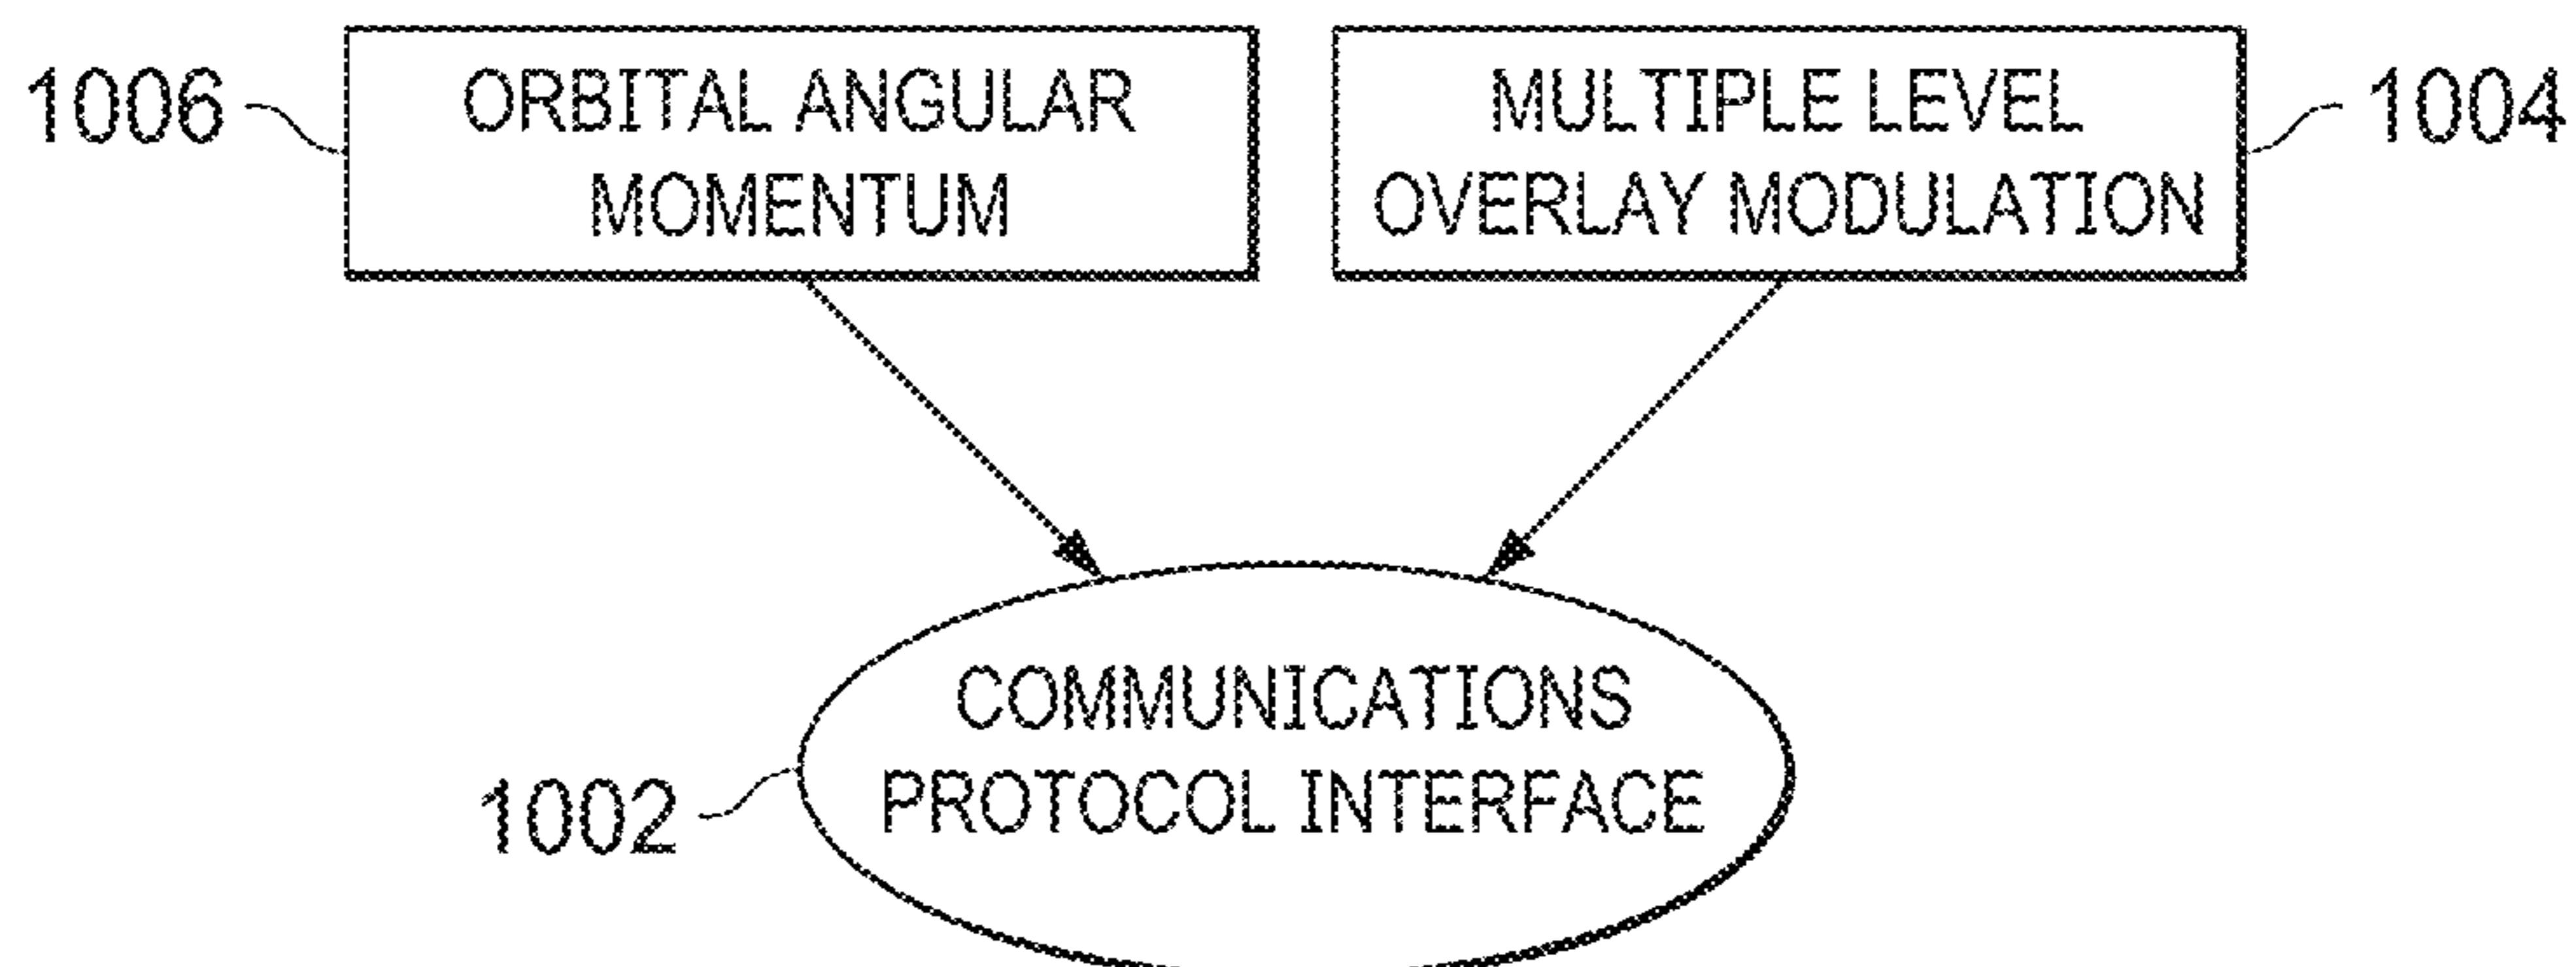 1006
ORBITAL ANGULAR
MOMENTUM
MULTIPLE LEVEL
OVERLAY MODULATION
1004
COMMUNICATIONS
PROTOCOL INTERFACE
1002